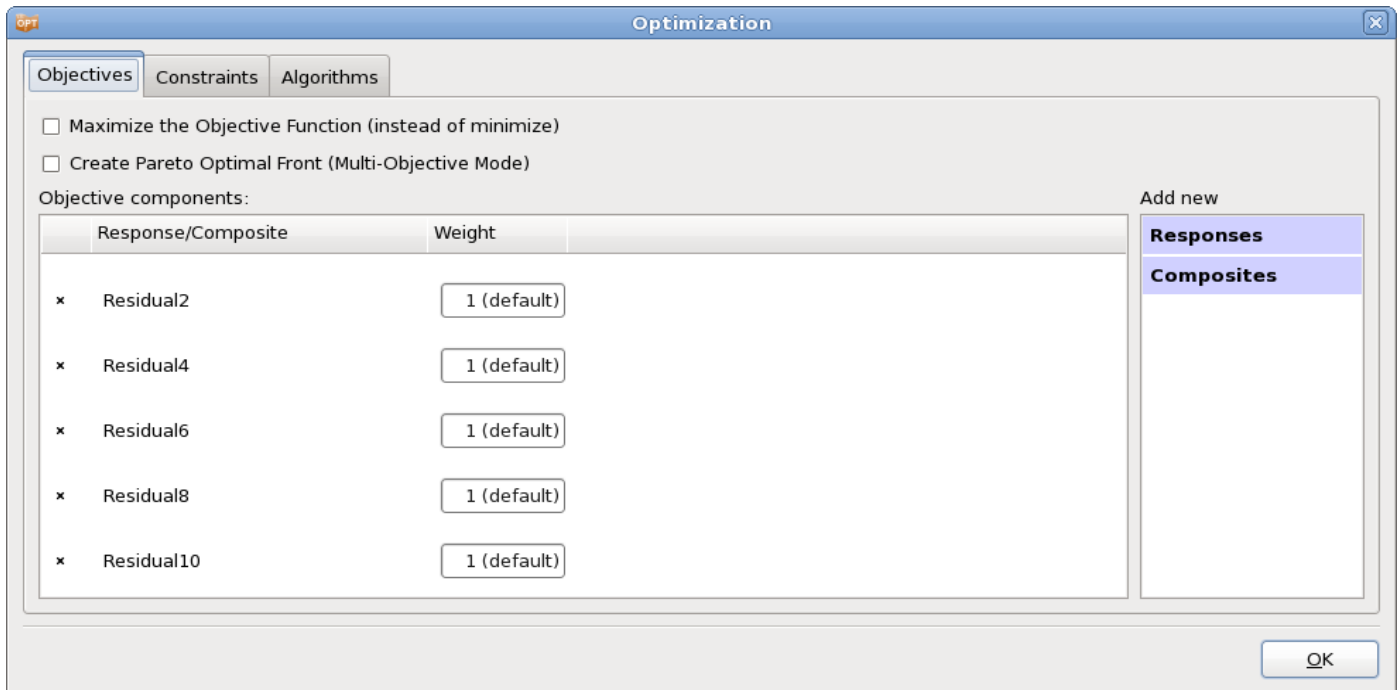 OPT Optimization
Objectives Constraints Algorithms
Maximize the Objective Function (instead of minimize)
Create Pareto Optimal Front (Multi-Objective Mode)
Objective components: Add new
Response/Composite Weight Responses
Composites
Residual2 1 (default)
Residual4 1 (default)
Residual6 1 (default)
Residual8 1 (default)
Residual10 1 (default)
OK